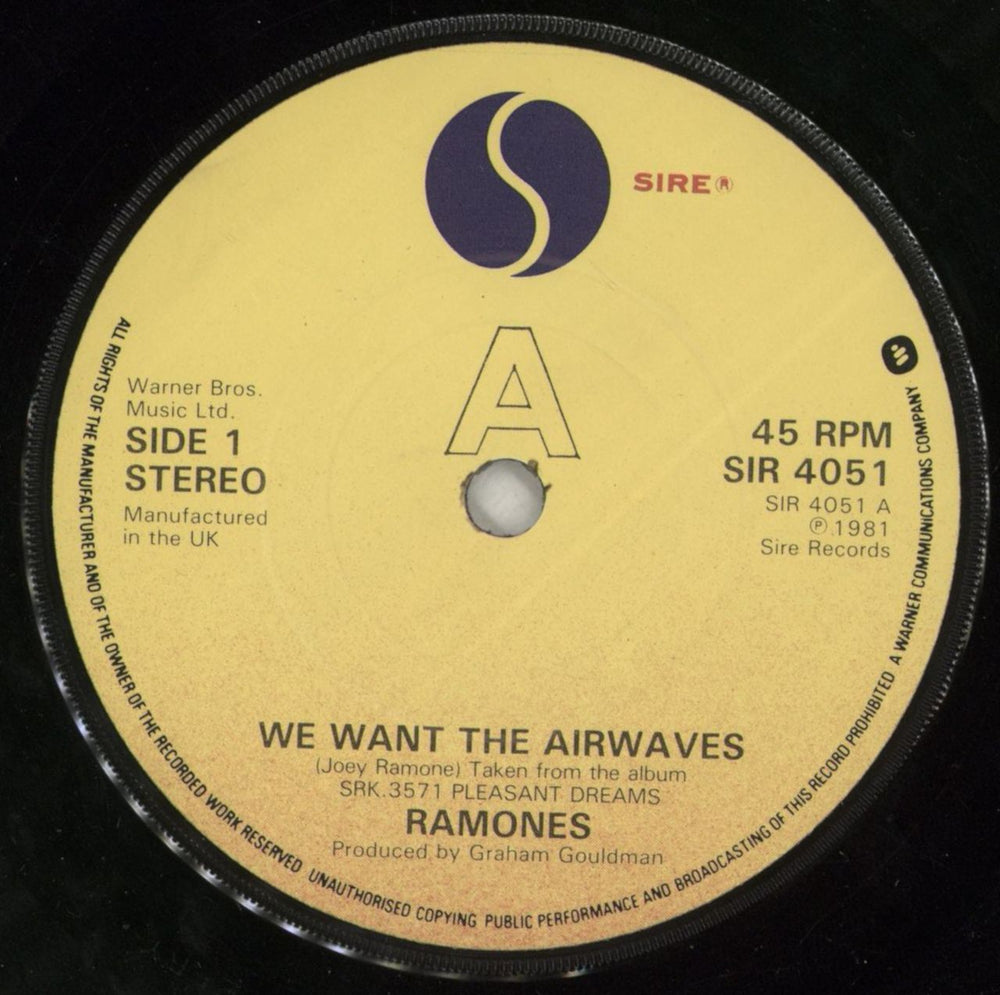 SIRE®
A
Warner Bros.
Music Ltd.
SIDE 1
STEREO
Manufactured
in the UK
45 RPM
SIR 4051
SIR 4051 A
℗ 1981
Sire Records
WE WANT THE AIRWAVES
(Joey Ramone) Taken from the album
SRK.3571 PLEASANT DREAMS
RAMONES
Produced by Graham Gouldman
ALL RIGHTS OF THE MANUFACTURER AND OF THE OWNER OF THE RECORDED WORK RESERVED UNAUTHORISED COPYING PUBLIC PERFORMANCE AND BROADCASTING OF THIS RECORD PROHIBITED A WARNER COMMUNICATIONS COMPANY